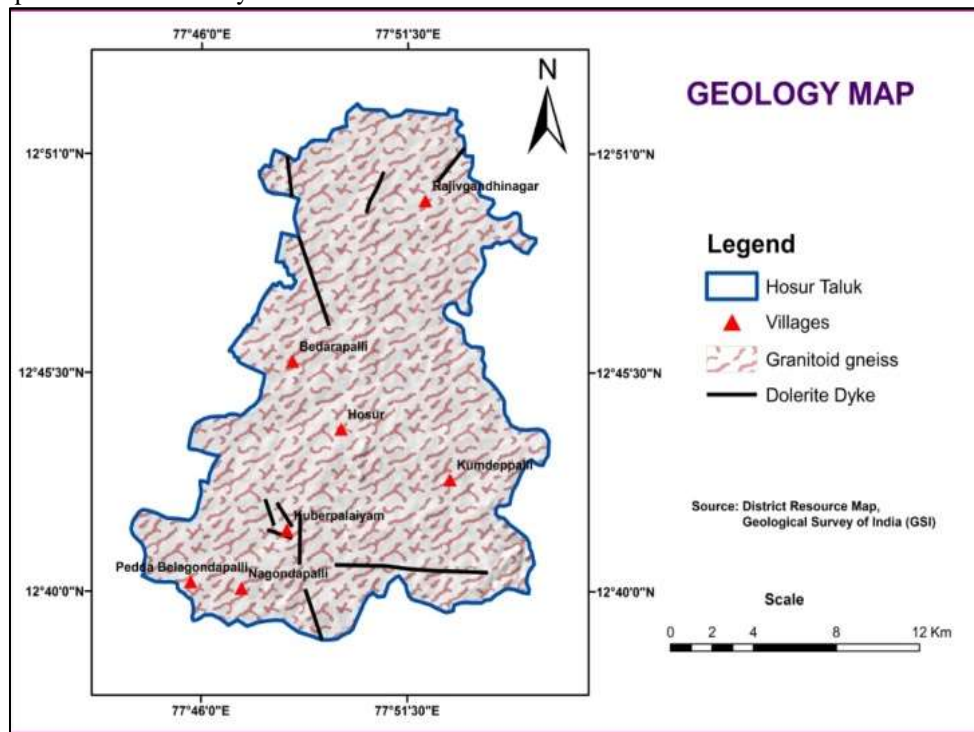 77°46'0"E 77°51'30"E
N
GEOLOGY MAP
12°51'0"N 12°51'0"N
Rajivgandhinagar
Legend
Hosur Taluk
Villages
Granitoid gneiss
Dolerite Dyke
Bedarapalli
12°45'30"N 12°45'30"N
Hosur
Kumdeppalli
Source: District Resource Map,
Geological Survey of India (GSI)
Kuberpalaiyam
Pedda Belagondapalli
Nagondapalli
12°40'0"N 12°40'0"N
Scale
0 2 4 8 12 Km
77°46'0"E 77°51'30"E